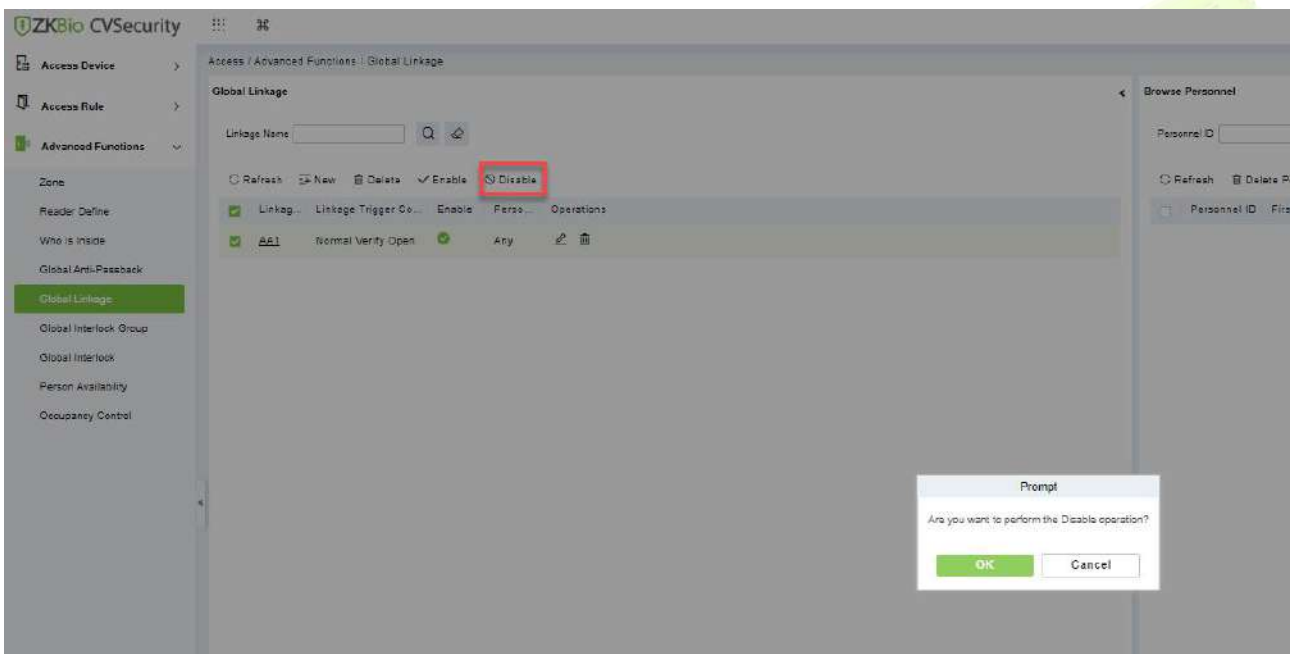 ZKBio CVSecurity
Access Device
Access Rule
Advanced Functions
Zone
Reader Define
Who Is Inside
Global Anti-Passback
Global Linkage
Global Interlock Group
Global Interlock
Person Availability
Occupancy Control
Access / Advanced Functions / Global Linkage
Global Linkage
Linkage Name
Refresh New Delete Enable Disable
Linkag... Linkage Trigger Co... Enable Perso... Operations
AA1 Normal Verify Open Any
Browse Personnel
Personnel ID
Refresh Delete P
Personnel ID Firs
Prompt
Are you want to perform the Disable operation?
OK Cancel